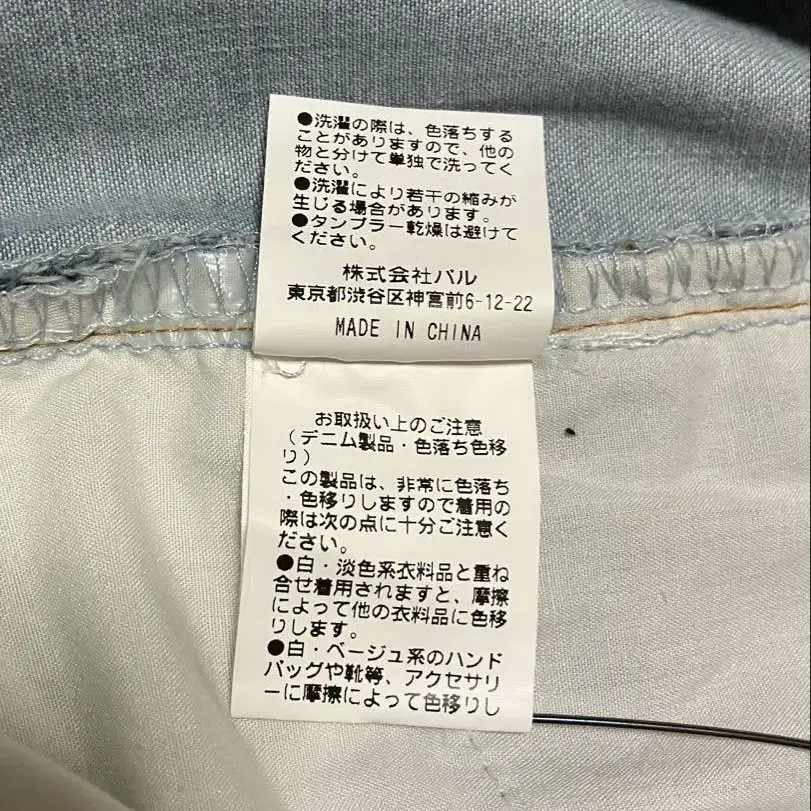 ●洗濯の際は、色落ちする
ことがありますので、他の
物と分けて単独で洗ってく
ださい。
●洗濯により若干の縮みが
生じる場合があります。
●タンブラー乾燥は避けて
ください。
株式会社バル
東京都渋谷区神宮前6-12-22
MADE IN CHINA
お取扱い上のご注意
（デニム製品・色落ち色移
り）
この製品は、非常に色落ち
・色移りしますので着用の
際は次の点に十分ご注意く
ださい。
●白・淡色系衣料品と重ね
合せ着用されますと、摩擦
によって他の衣料品に色移
りします。
●白・ベージュ系のハンド
バッグや靴等、アクセサリ
ーに摩擦によって色移りし